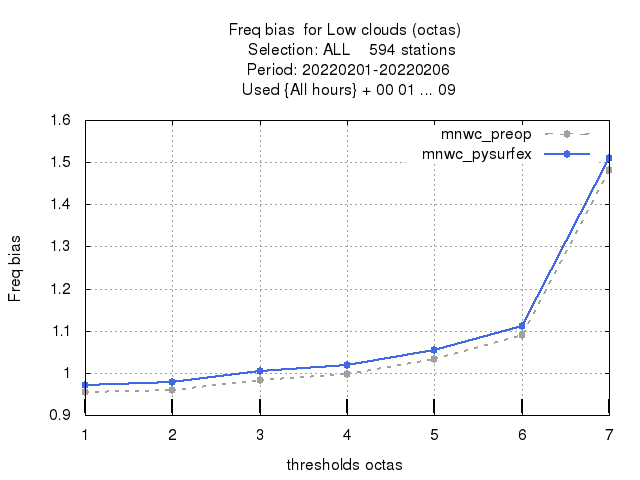 Freq bias  for Low clouds (octas)
Selection: ALL    594 stations
Period: 20220201-20220206
Used {All hours} + 00 01 ... 09
mnwc_preop
mnwc_pysurfex
1.6
1.5
1.4
1.3
1.2
1.1
1
0.9
Freq bias
1 2 3 4 5 6 7
thresholds octas